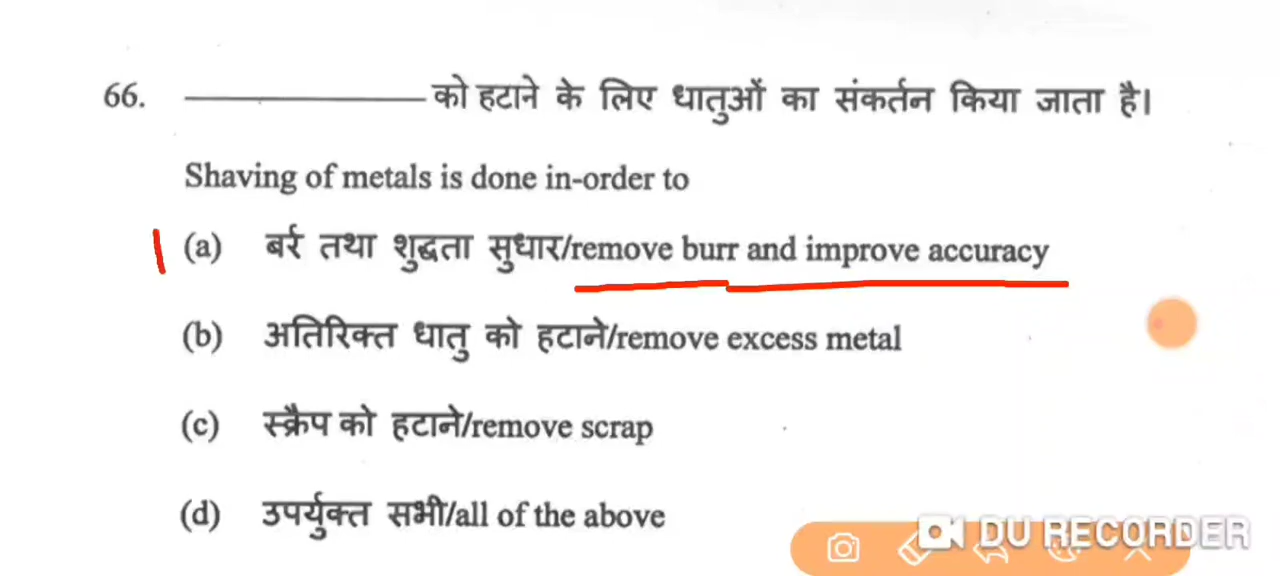 66. ____________ को हटाने के लिए धातुओं का संकर्तन किया जाता है।
Shaving of metals is done in-order to
(a) बर्र तथा शुद्धता सुधार/remove burr and improve accuracy
(b) अतिरिक्त धातु को हटाने/remove excess metal
(c) स्क्रैप को हटाने/remove scrap
(d) उपर्युक्त सभी/all of the above
DU RECORDER